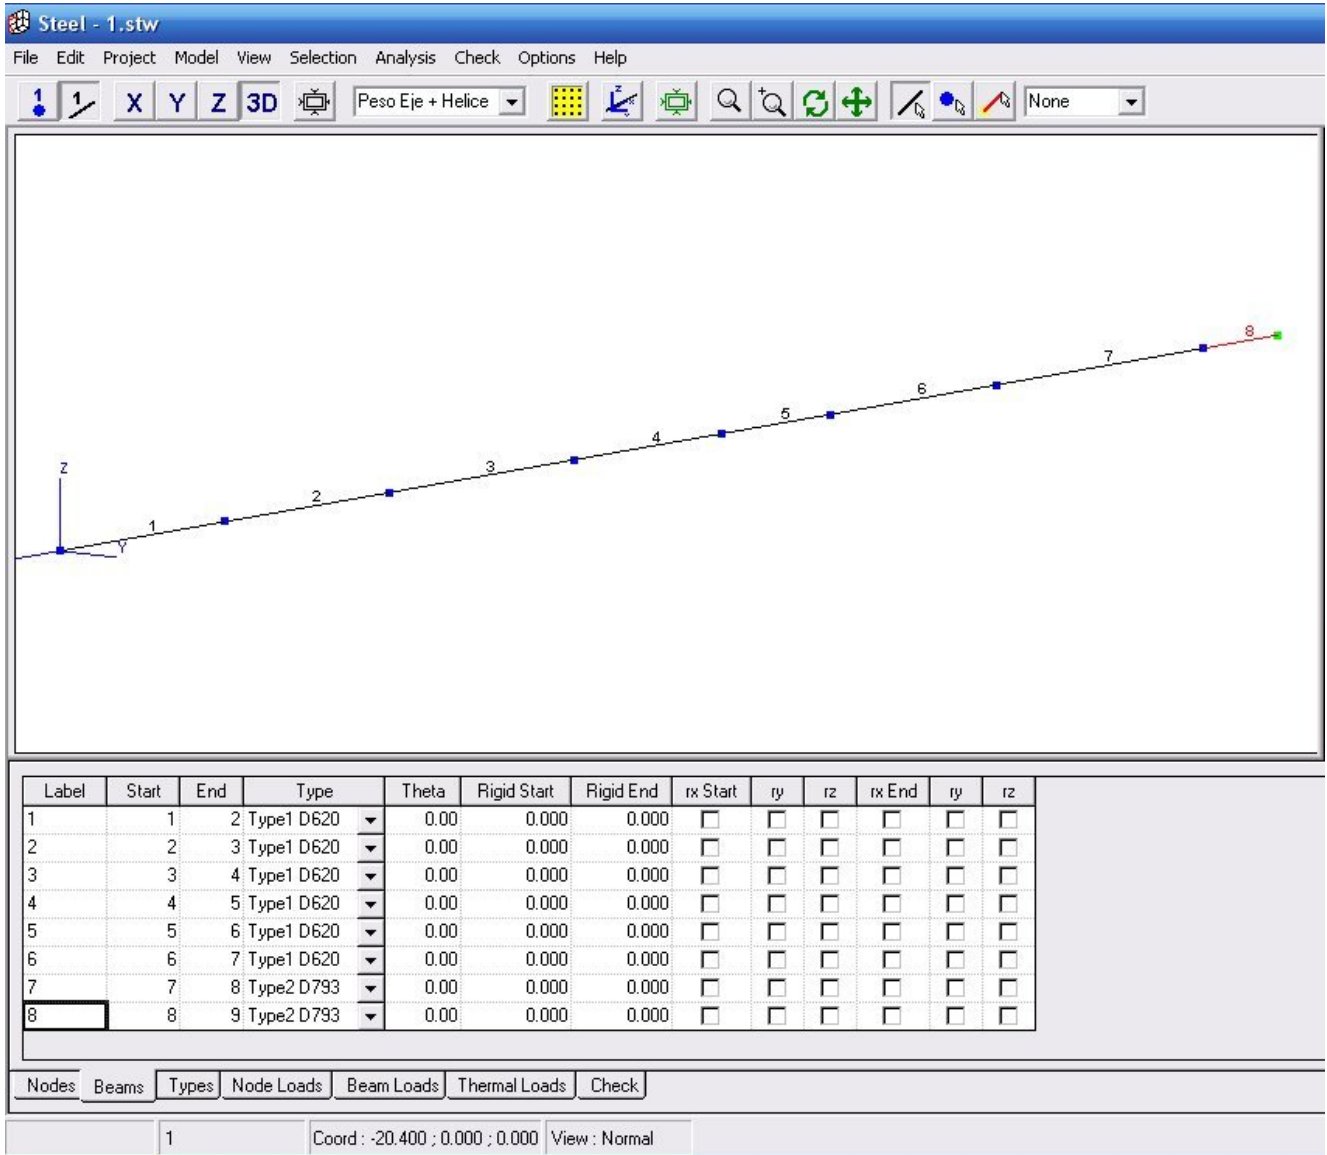 Steel - 1.stw
File Edit Project Model View Selection Analysis Check Options Help
1 1 X Y Z 3D Peso Eje + Helice z None
8
7
6
5
4
Z 3
2
1
Y
Label Start End Type Theta Rigid Start Rigid End rx Start ry rz rx End ry rz
1 1 2 Type1 D620 0.00 0.000 0.000
2 2 3 Type1 D620 0.00 0.000 0.000
3 3 4 Type1 D620 0.00 0.000 0.000
4 4 5 Type1 D620 0.00 0.000 0.000
5 5 6 Type1 D620 0.00 0.000 0.000
6 6 7 Type1 D620 0.00 0.000 0.000
7 7 8 Type2 D793 0.00 0.000 0.000
8 8 9 Type2 D793 0.00 0.000 0.000
Nodes Beams Types Node Loads Beam Loads Thermal Loads Check
1 Coord : -20.400 ; 0.000 ; 0.000 View : Normal